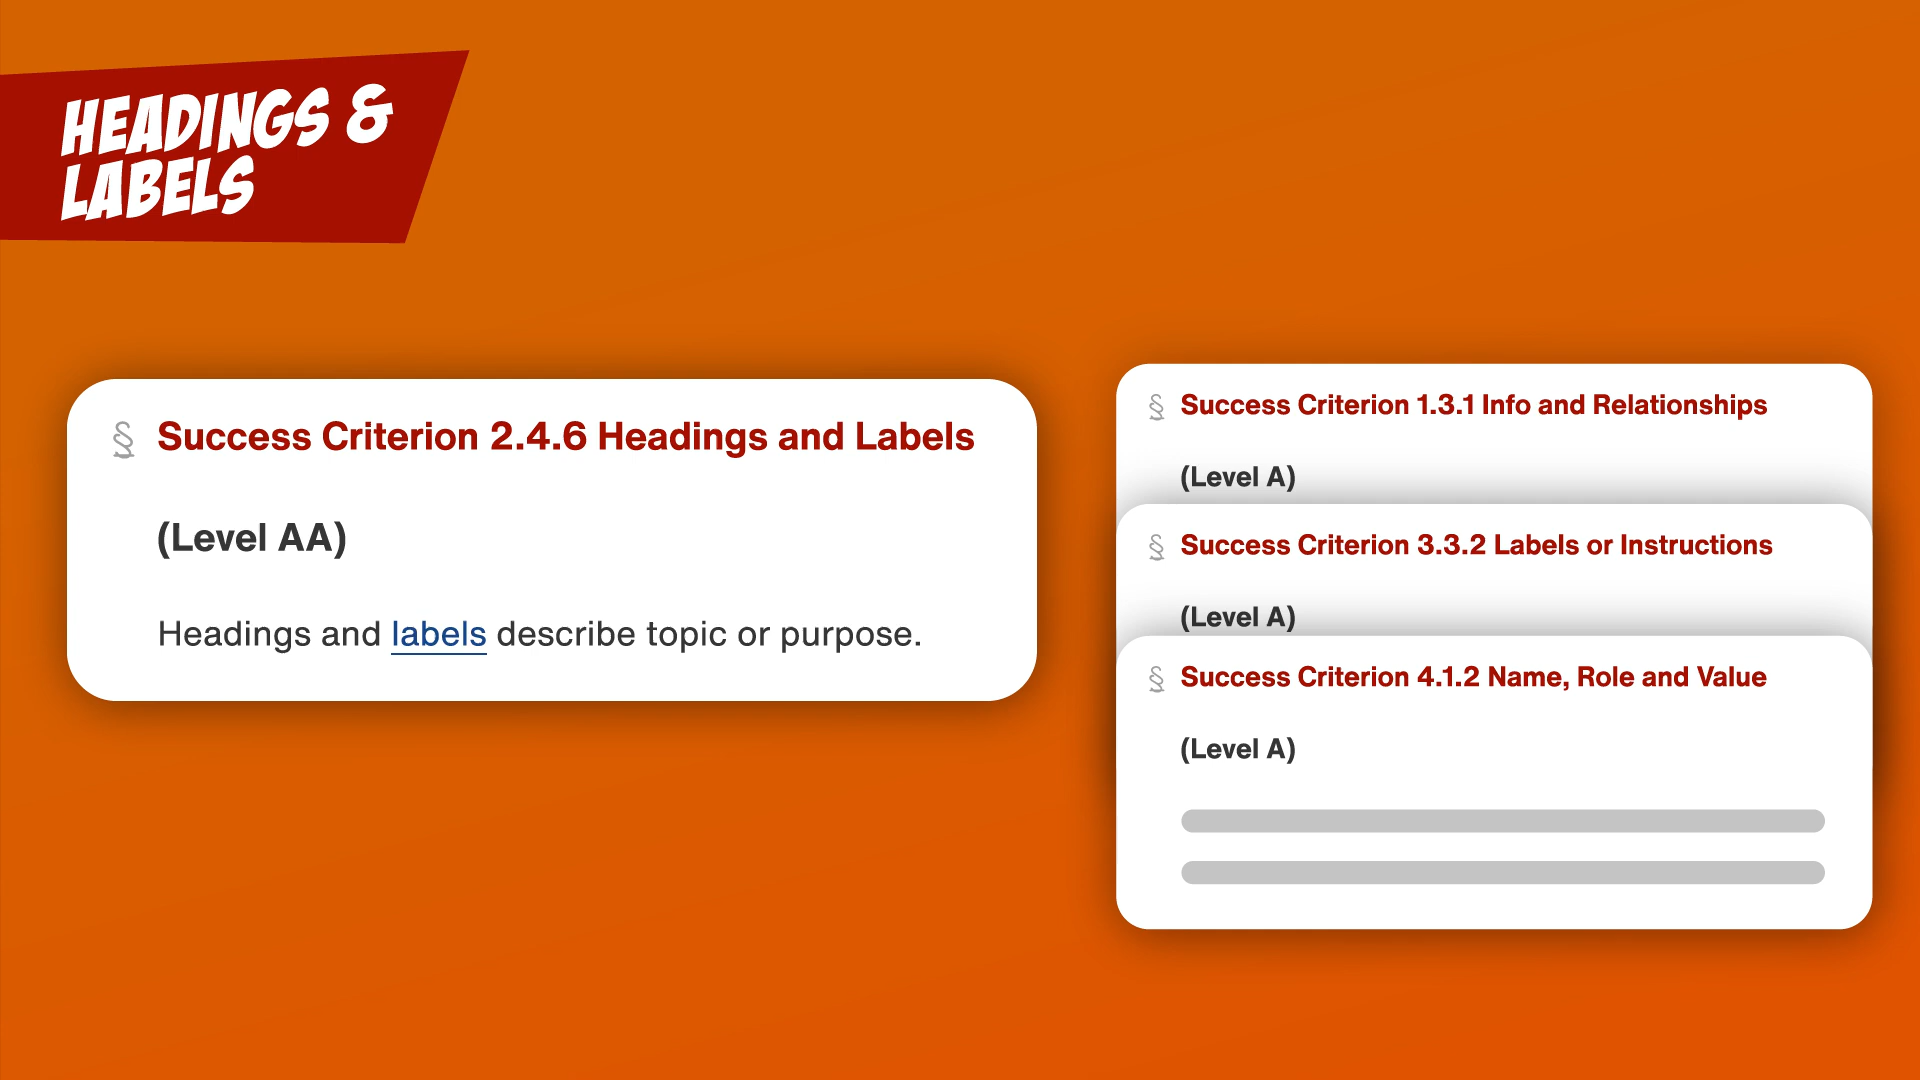 HEADINGS &
LABELS
§ Success Criterion 2.4.6 Headings and Labels
(Level AA)
Headings and labels describe topic or purpose.
§ Success Criterion 1.3.1 Info and Relationships
(Level A)
§ Success Criterion 3.3.2 Labels or Instructions
(Level A)
§ Success Criterion 4.1.2 Name, Role and Value
(Level A)